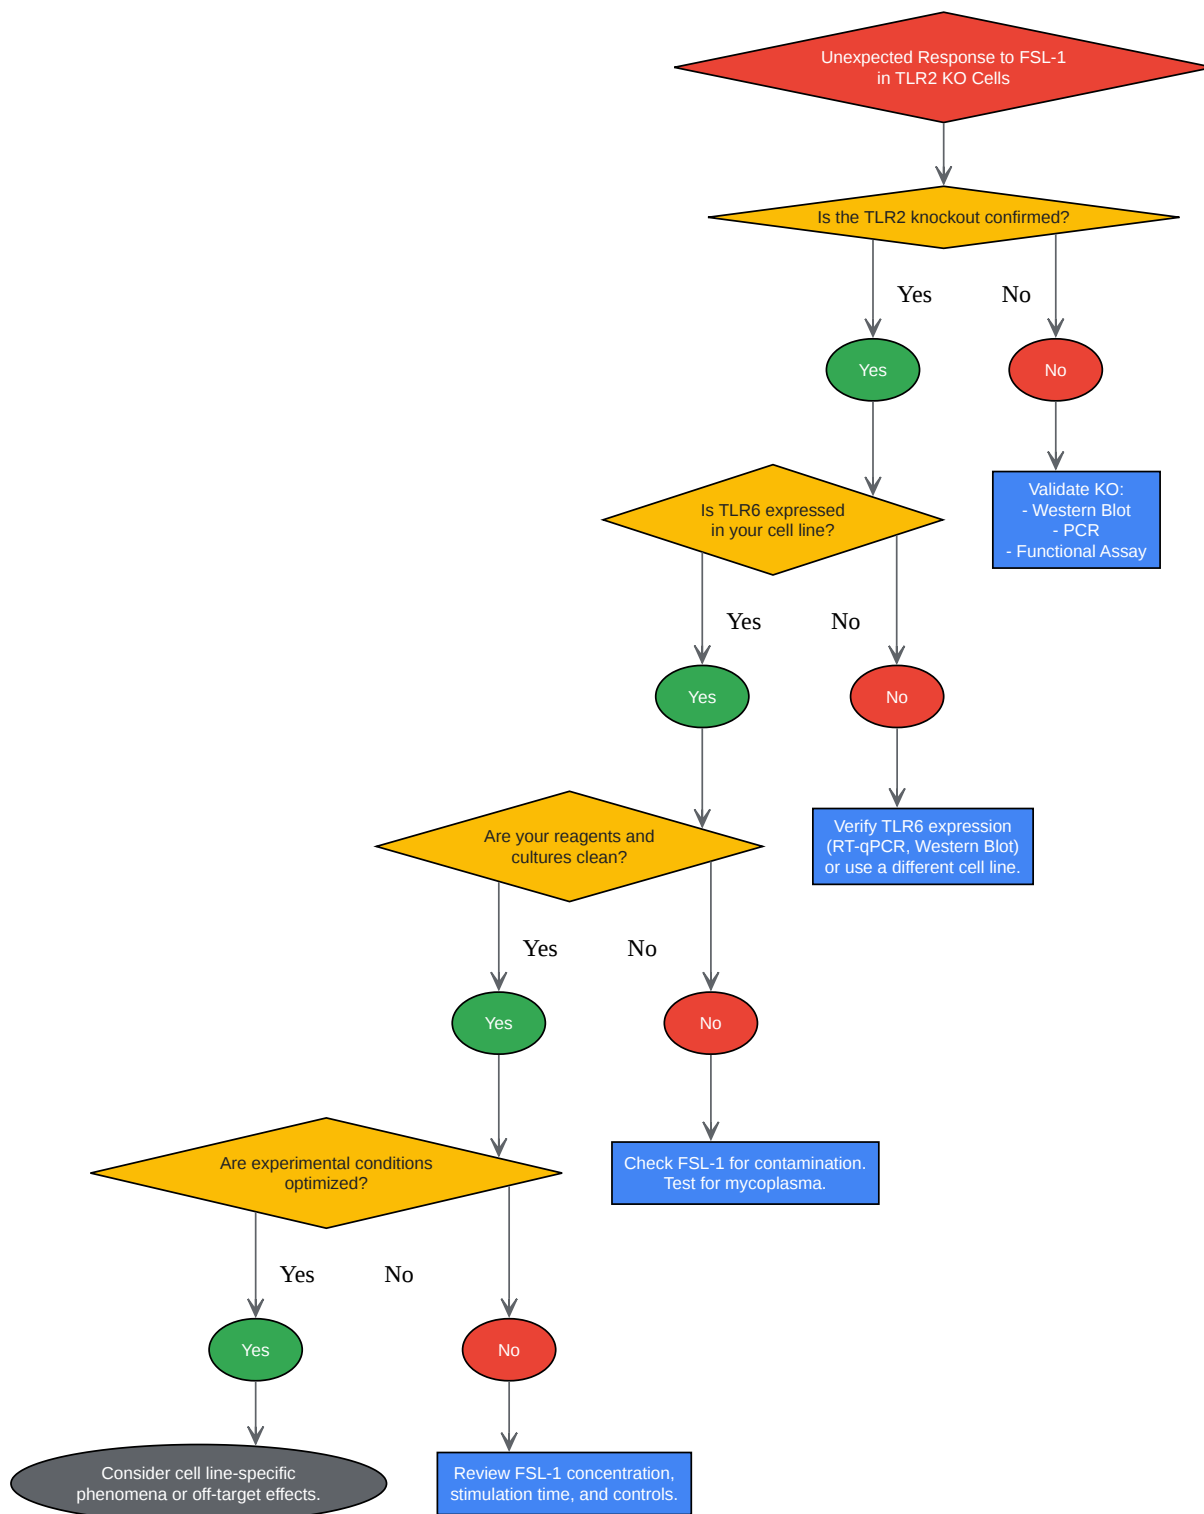 Unexpected Response to FSL-1
in TLR2 KO Cells
Is the TLR2 knockout confirmed?
Yes
No
Yes
No
Validate KO:
- Western Blot
- PCR
- Functional Assay
Is TLR6 expressed
in your cell line?
Yes
No
Yes
No
Verify TLR6 expression
(RT-qPCR, Western Blot)
or use a different cell line.
Are your reagents and
cultures clean?
Yes
No
Yes
No
Check FSL-1 for contamination.
Test for mycoplasma.
Are experimental conditions
optimized?
Yes
No
Yes
No
Consider cell line-specific
phenomena or off-target effects.
Review FSL-1 concentration,
stimulation time, and controls.